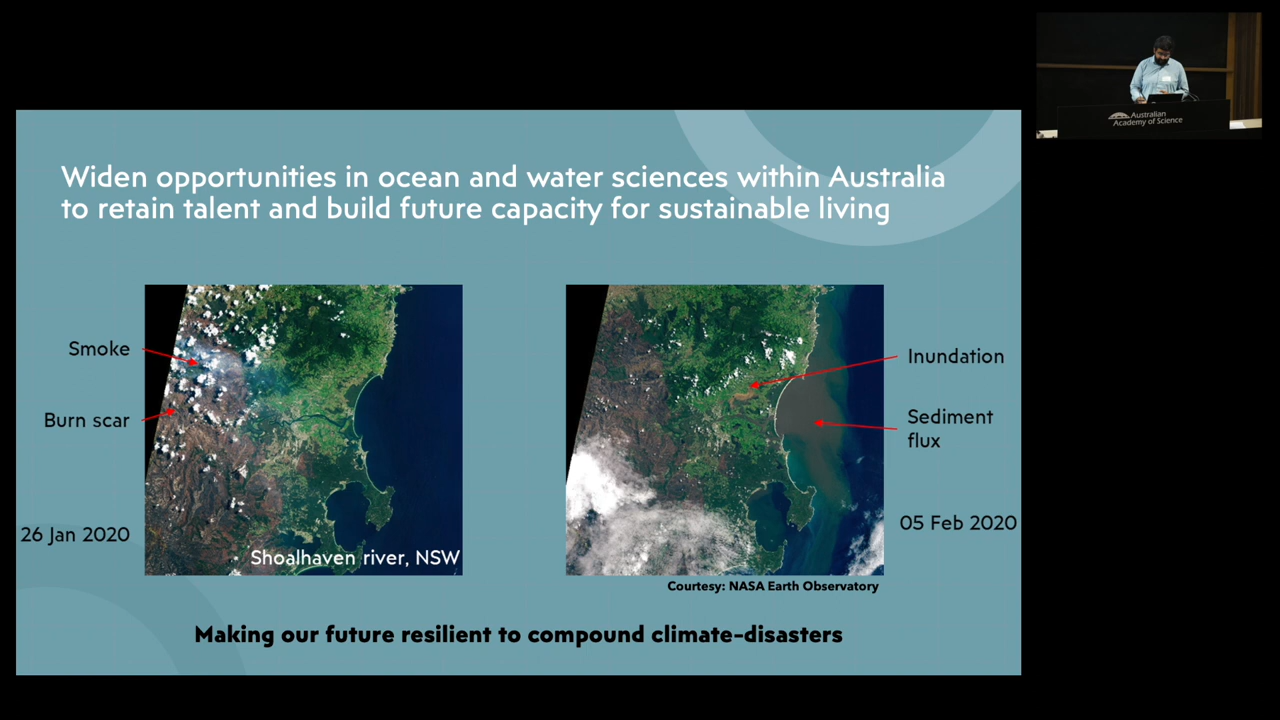 Widen opportunities in ocean and water sciences within Australia
to retain talent and build future capacity for sustainable living
Smoke
Burn scar
26 Jan 2020
Shoalhaven river, NSW
Inundation
Sediment
flux
05 Feb 2020
Courtesy: NASA Earth Observatory
Making our future resilient to compound climate-disasters
Australian
Academy of Science